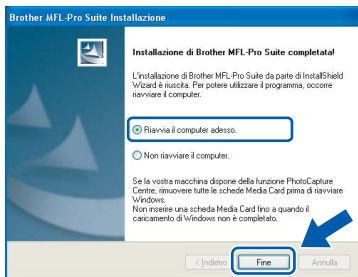 Brother MFL-Pro Suite Installazione
Installazione di Brother MFL-Pro Suite completata!
L'installazione di Brother MFL-Pro Suite da parte di InstallShield
Wizard è riuscita. Per potere utilizzare il programma, occorre
riavviare il computer.
Riavvia il computer adesso.
Non riavviare il computer.
Se la vostra macchina dispone della funzione PhotoCapture
Centre, rimuovere tutte le schede Media Card prima di riavviare
Windows.
Non inserire una scheda Media Card fino a quando il
caricamento di Windows non è completato.
< Indietro
Fine
Annulla